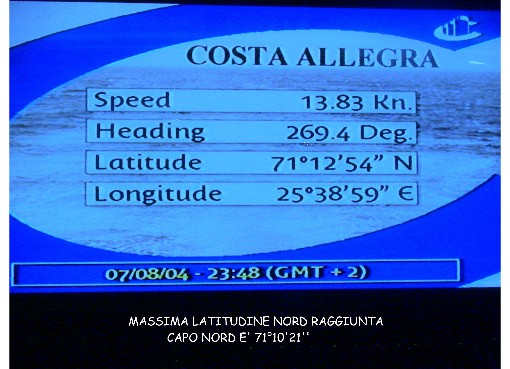 COSTA ALLEGRA
Speed 13.83 Kn.
Heading 269.4 Deg.
Latitude 71°12'54" N
Longitude 25°38'59" E
07/08/04 - 23:48 (GMT + 2)
MASSIMA LATITUDINE NORD RAGGIUNTA
CAPO NORD E' 71°10'21''